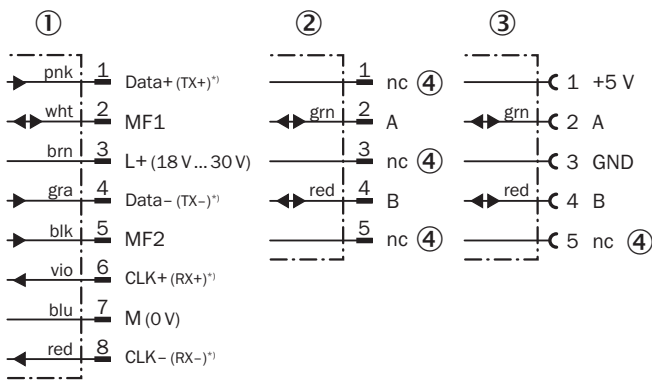 ①
pnk 1 Data+ (TX+)*)
wht 2 MF1
brn 3 L+ (18 V ... 30 V)
gra 4 Data– (TX–)*)
blk 5 MF2
vio 6 CLK+ (RX+)*)
blu 7 M (0 V)
red 8 CLK– (RX–)*)
②
1 nc ④
grn 2 A
3 nc ④
red 4 B
5 nc ④
③
1 +5 V
grn 2 A
3 GND
red 4 B
5 nc ④